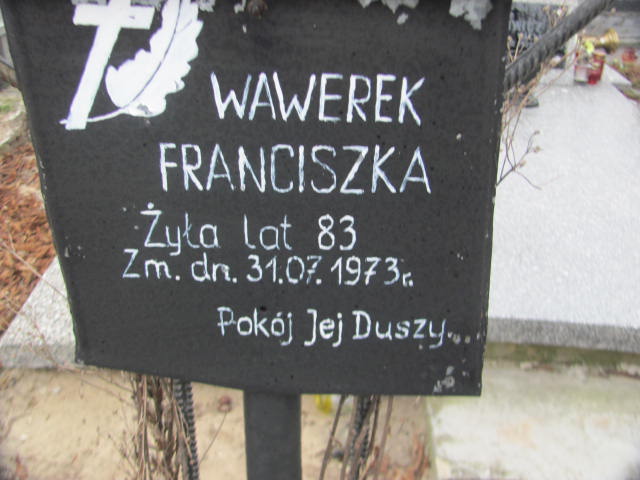 WAWEREK
FRANCISZKA
Żyła lat 83
Zm. dn. 31.07.1973r.
Pokój Jej Duszy...